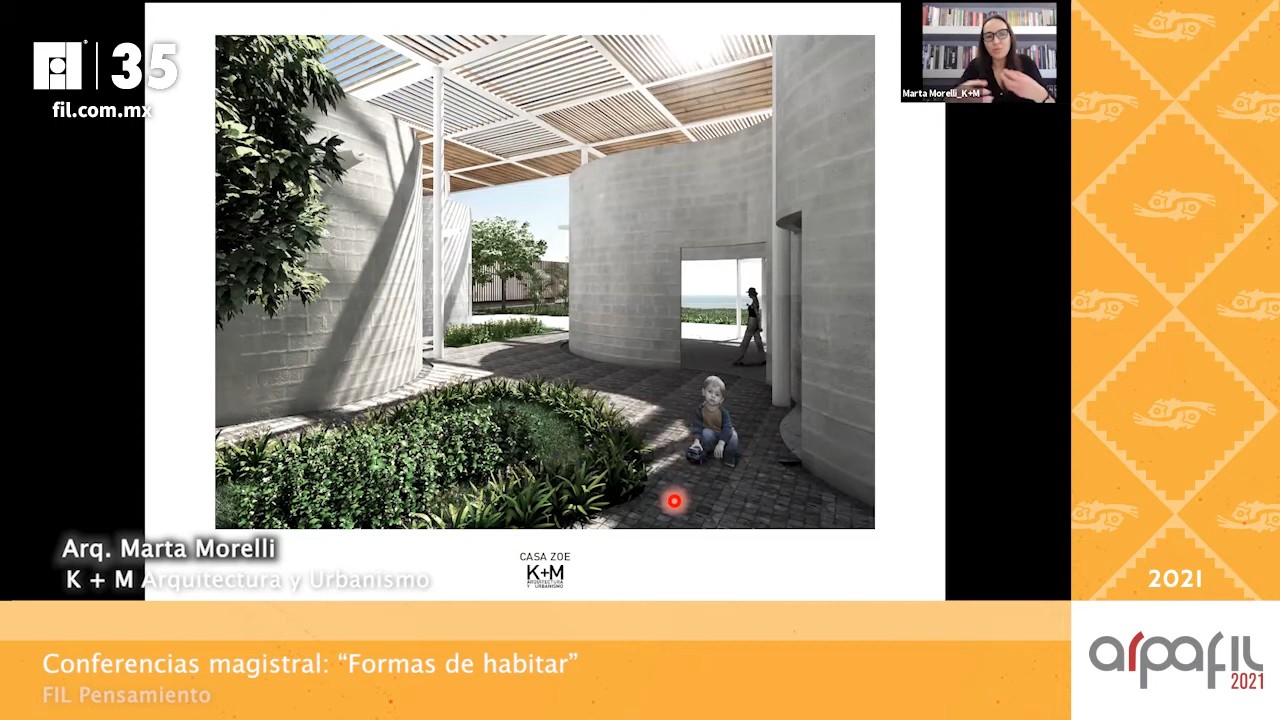 FIL 35
fil.com.mx
Marta Morelli_K+M
CASA ZOE
K+M
ARQUITECTURA
Y URBANISMO
Arq. Marta Morelli
K + M Arquitectura y Urbanismo
Conferencias magistral: “Formas de habitar”
FIL Pensamiento
2021
arpafil
2021